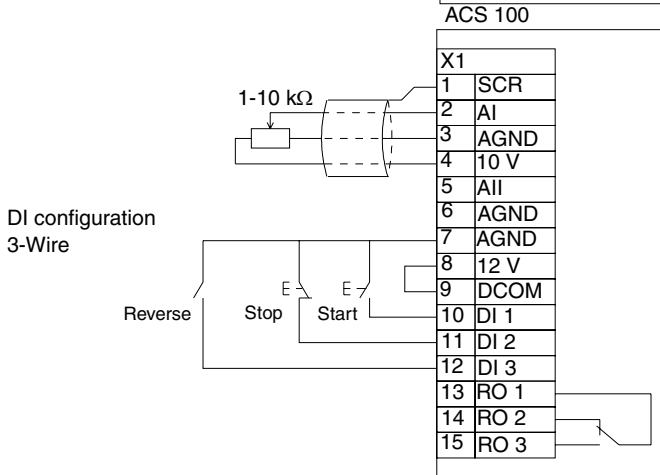 ACS 100
X1
1 SCR
1-10 kΩ
2 AI
3 AGND
4 10 V
5 AII
6 AGND
DI configuration
3-Wire
7 AGND
8 12 V
E E
9 DCOM
Reverse Stop Start
10 DI 1
11 DI 2
12 DI 3
13 RO 1
14 RO 2
15 RO 3